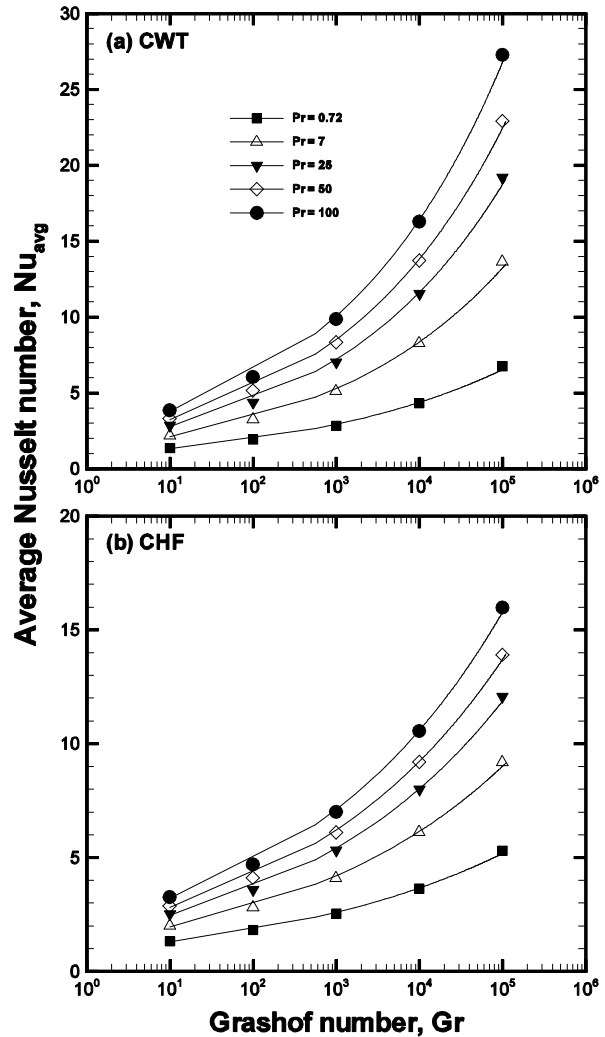 Average Nusselt number, Nu_avg
(a) CWT
30
25
20
15
10
5
0
Pr = 0.72
Pr = 7
Pr = 25
Pr = 50
Pr = 100
10^0 10^1 10^2 10^3 10^4 10^5 10^6
(b) CHF
20
15
10
5
0
10^0 10^1 10^2 10^3 10^4 10^5 10^6
Grashof number, Gr